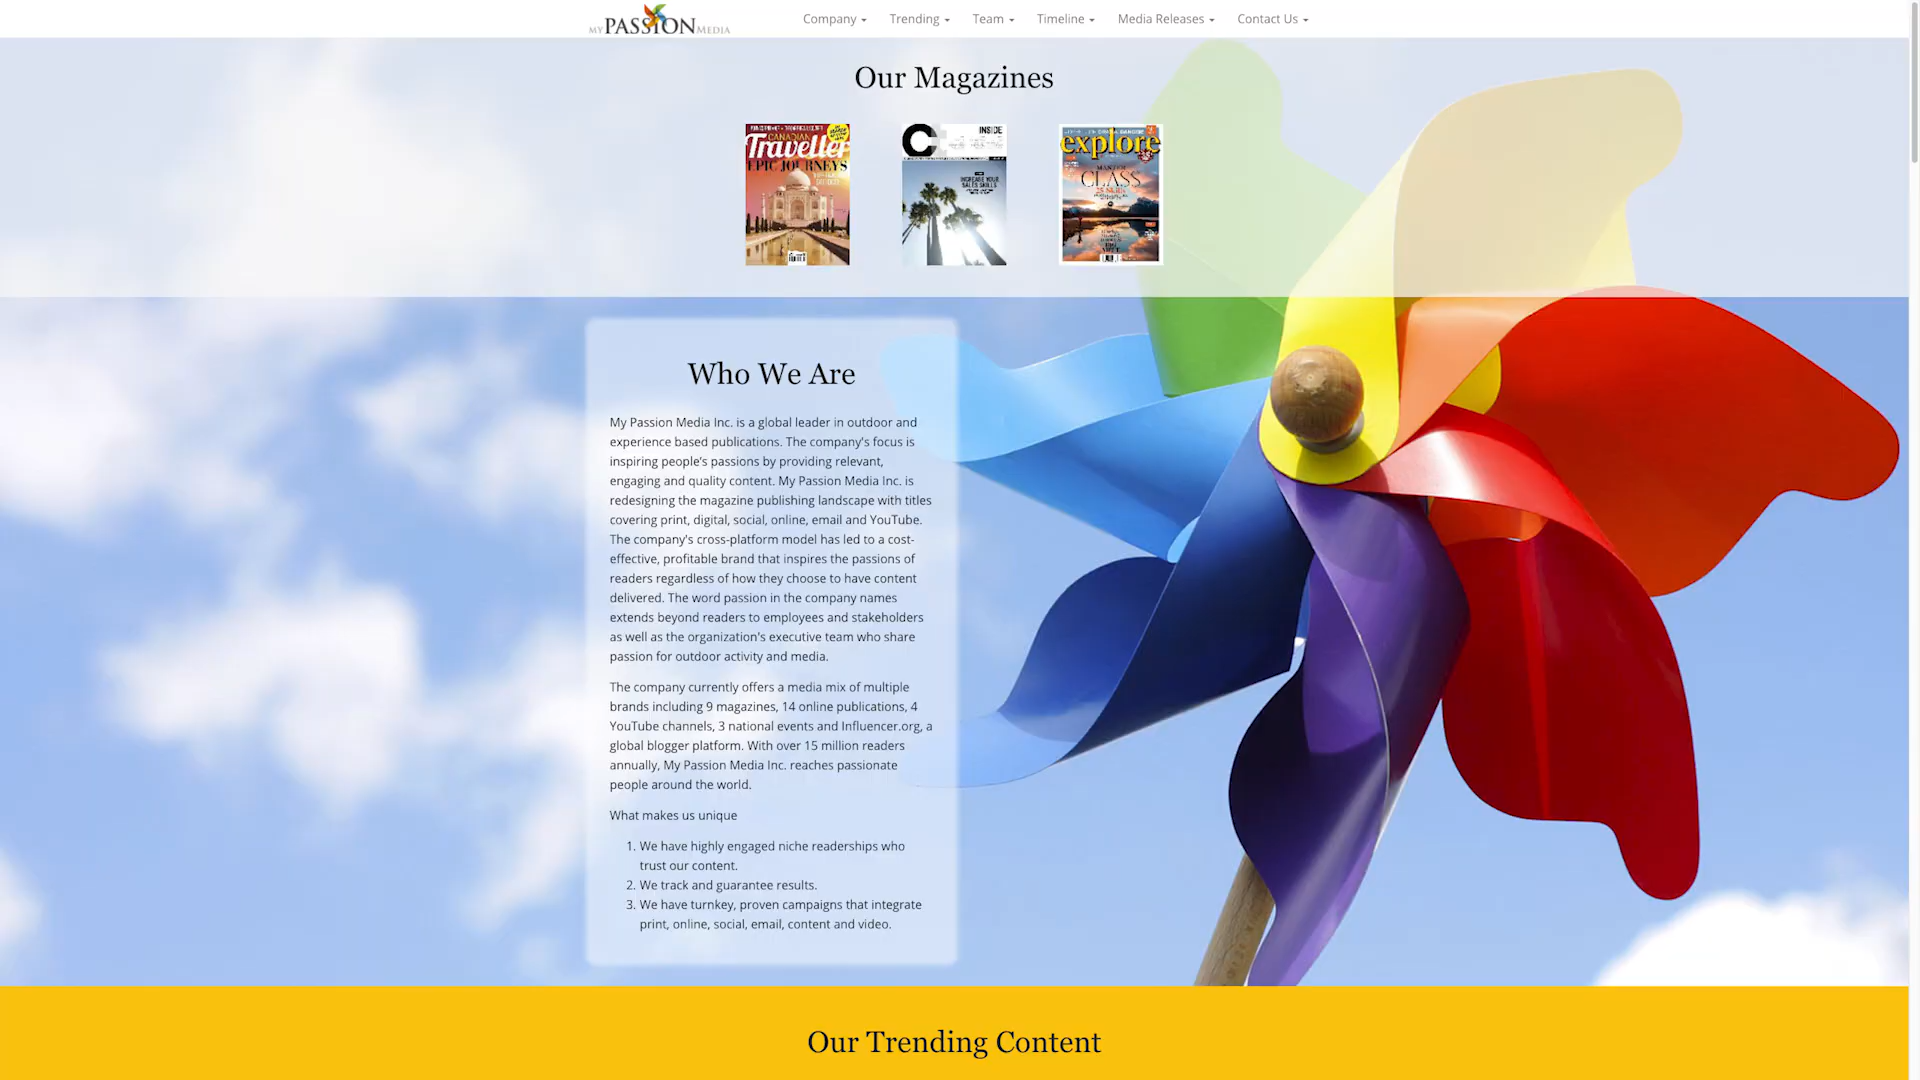 MY PASSION MEDIA
Company
Trending
Team
Timeline
Media Releases
Contact Us
Our Magazines
CANADIAN
Traveller
EPIC JOURNEYS
C
INSIDE
INCREASE YOUR
SALES SKILLS
explore
MASTER
CLASS
25 SKILLS
Who We Are
My Passion Media Inc. is a global leader in outdoor and
experience based publications. The company's focus is
inspiring people's passions by providing relevant,
engaging and quality content. My Passion Media Inc. is
redesigning the magazine publishing landscape with titles
covering print, digital, social, online, email and YouTube.
The company's cross-platform model has led to a cost-
effective, profitable brand that inspires the passions of
readers regardless of how they choose to have content
delivered. The word passion in the company names
extends beyond readers to employees and stakeholders
as well as the organization's executive team who share
passion for outdoor activity and media.
The company currently offers a media mix of multiple
brands including 9 magazines, 14 online publications, 4
YouTube channels, 3 national events and Influencer.org, a
global blogger platform. With over 15 million readers
annually, My Passion Media Inc. reaches passionate
people around the world.
What makes us unique
1. We have highly engaged niche readerships who
trust our content.
2. We track and guarantee results.
3. We have turnkey, proven campaigns that integrate
print, online, social, email, content and video.
Our Trending Content